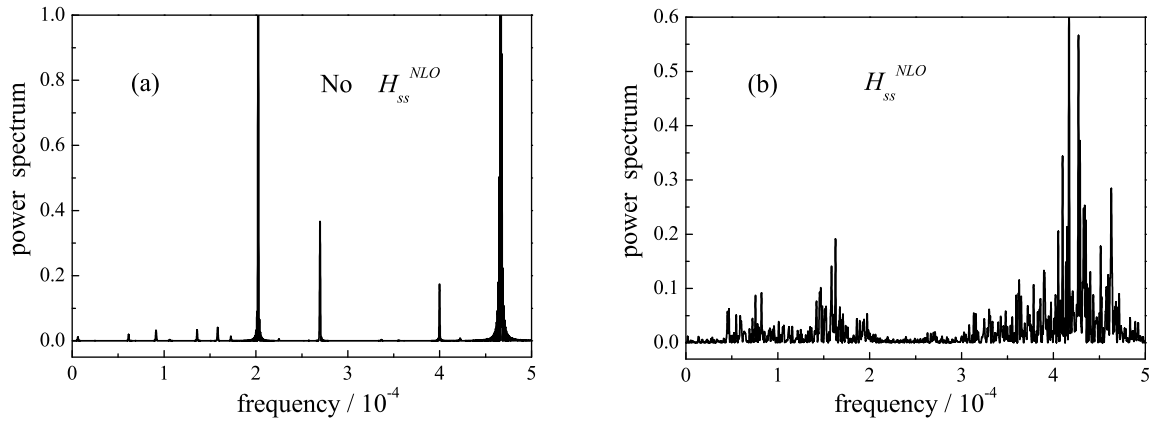 (a)
No H_ss^NLO
power spectrum
1.0
0.8
0.6
0.4
0.2
0.0
0 1 2 3 4 5
frequency / 10^-4
(b)
H_ss^NLO
power spectrum
0.6
0.5
0.4
0.3
0.2
0.1
0.0
0 1 2 3 4 5
frequency / 10^-4